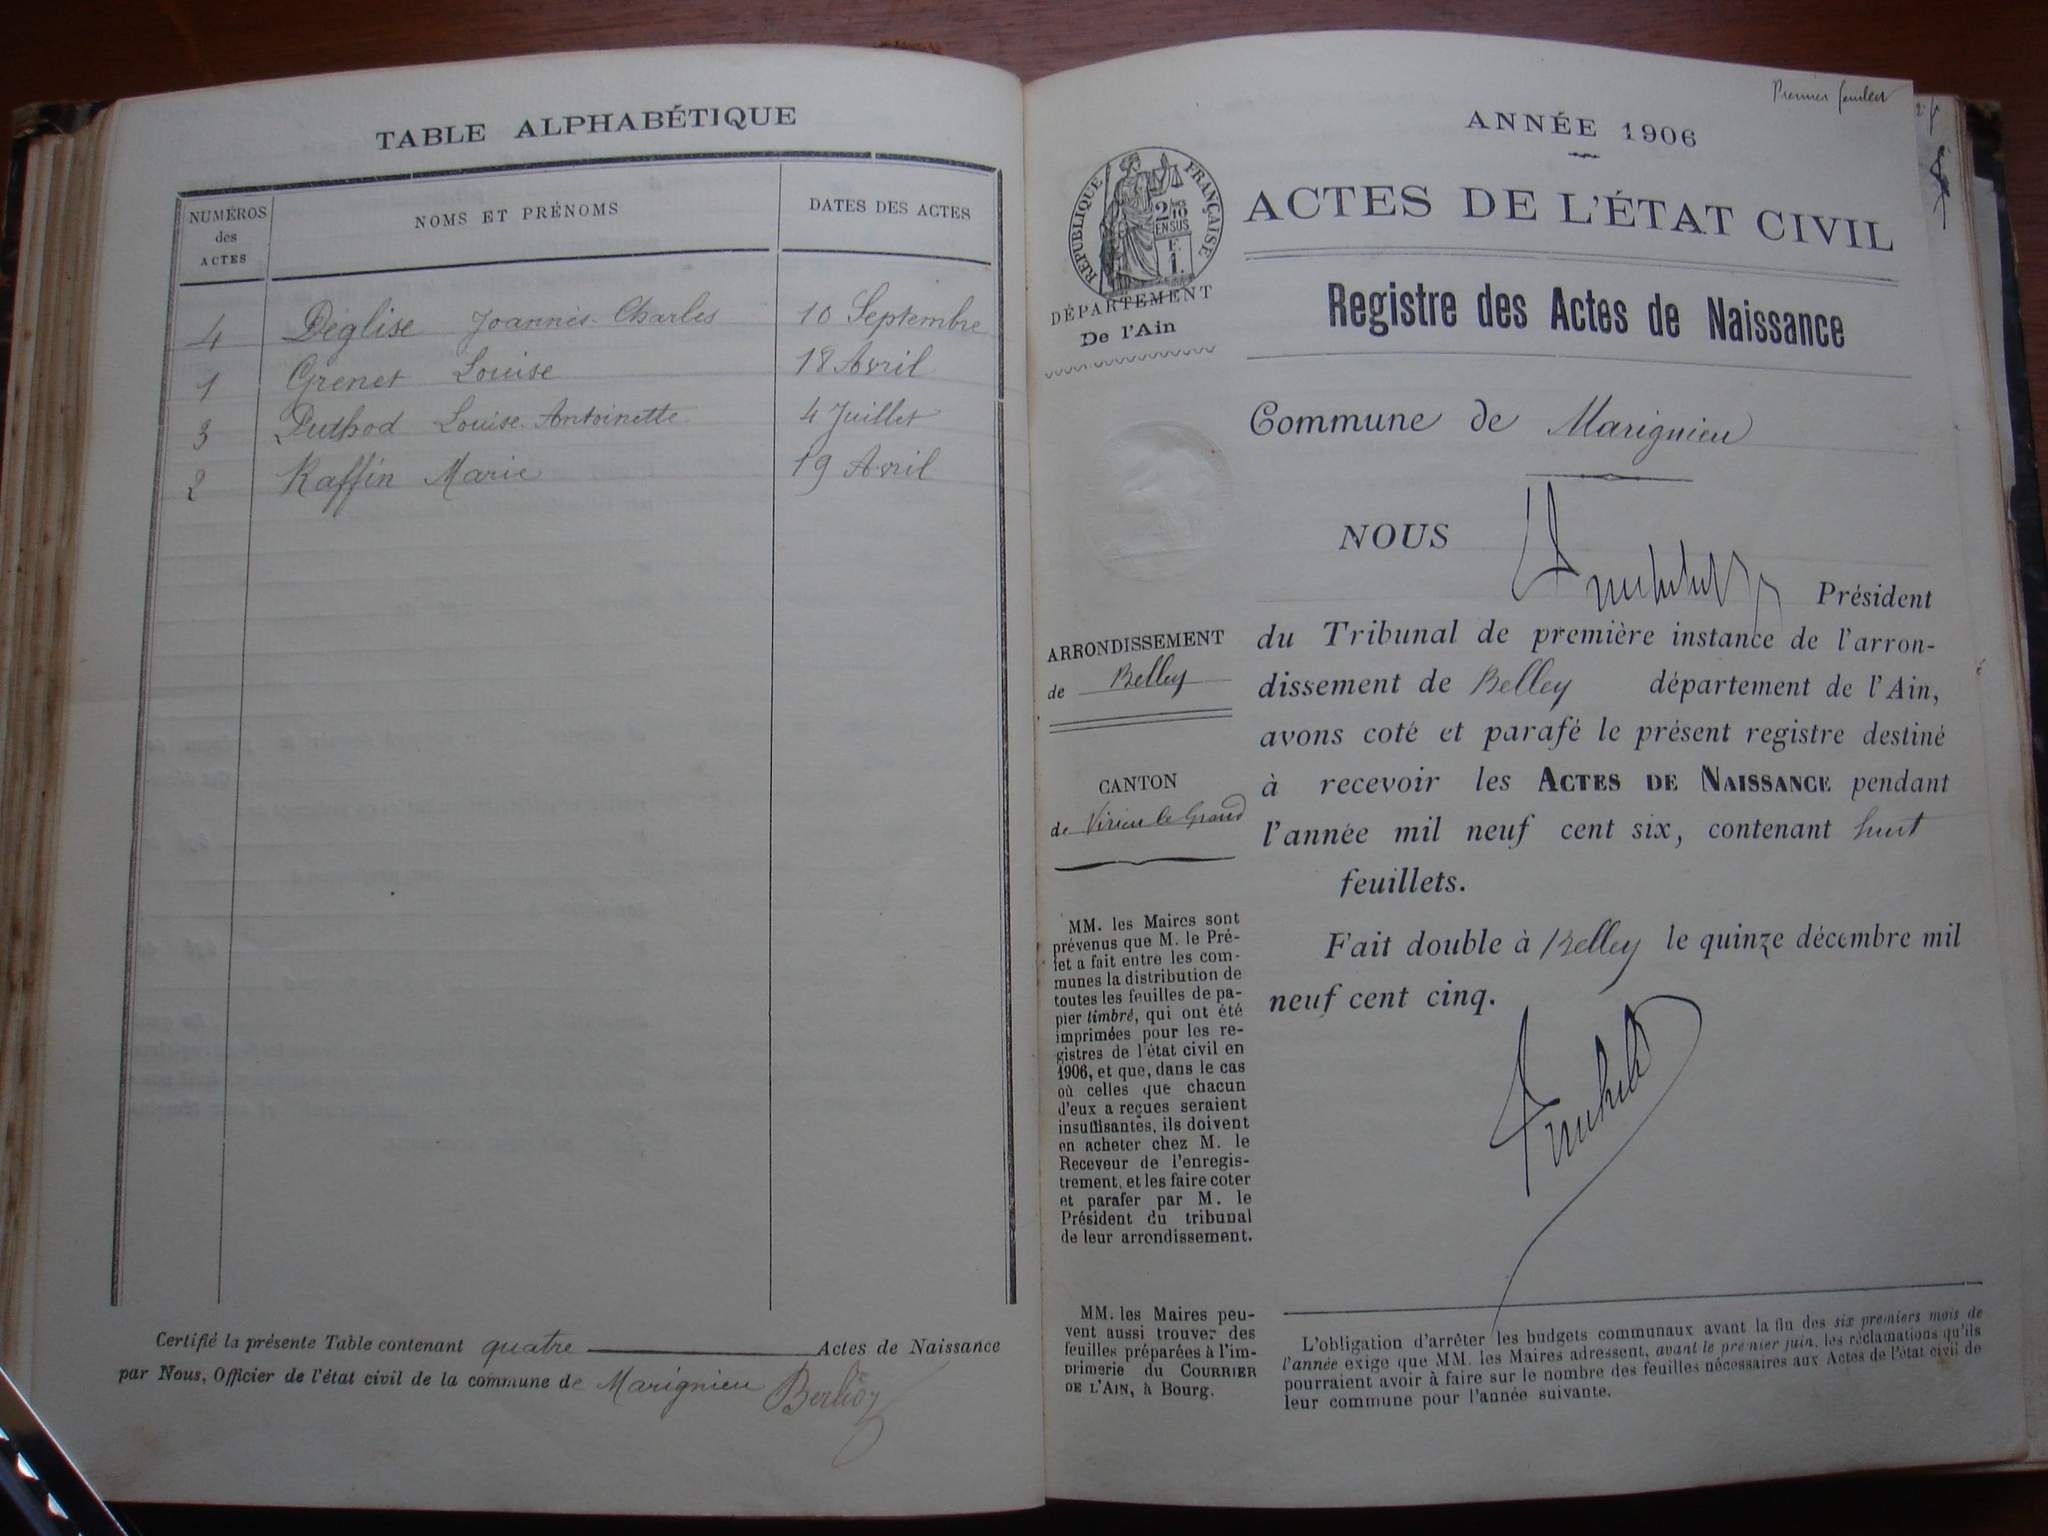 TABLE ALPHABÉTIQUE
NUMÉROS
des
ACTES
NOMS ET PRÉNOMS
DATES DES ACTES
4 Déglise Joannès-Charles 10 Septembre
1 Grenet Louise 18 Avril
3 Puthod Louise-Antoinette 4 Juillet
2 Raffin Marie 19 Avril
Certifié la présente Table contenant quatre Actes de Naissance
par Nous, Officier de l'état civil de la commune de Marignieu Berlioz
Premier feuillet
ANNÉE 1906
RÉPUBLIQUE FRANÇAISE
2/10
EN SUS
F.
1.
DÉPARTEMENT
De l'Ain
ACTES DE L'ÉTAT CIVIL
Registre des Actes de Naissance
Commune de Marignieu
NOUS
Président
du Tribunal de première instance de l'arron-
dissement de Belley département de l'Ain,
avons coté et parafé le présent registre destiné
à recevoir les ACTES DE NAISSANCE pendant
l'année mil neuf cent six, contenant huit
feuillets.
Fait double à Belley le quinze décembre mil
neuf cent cinq.
ARRONDISSEMENT
de Belley
CANTON
de Virieu le Grand
MM. les Maires sont
prévenus que M. le Pré-
fet a fait entre les com-
munes la distribution de
toutes les feuilles de pa-
pier timbré, qui ont été
imprimées pour les re-
gistres de l'état civil en
1906, et que, dans le cas
où celles que chacun
d'eux a reçues seraient
insuffisantes, ils doivent
en acheter chez M. le
Receveur de l'enregis-
trement, et les faire coter
et parafer par M. le
Président du tribunal
de leur arrondissement.
MM. les Maires peu-
vent aussi trouver des
feuilles préparées à l'im-
primerie du COURRIER
DE L'AIN, à Bourg.
L'obligation d'arrêter les budgets communaux avant la fin des six premiers mois de
l'année exige que MM. les Maires adressent, avant le premier juin, les réclamations qu'ils
pourraient avoir à faire sur le nombre des feuilles nécessaires aux Actes de l'état civil de
leur commune pour l'année suivante.